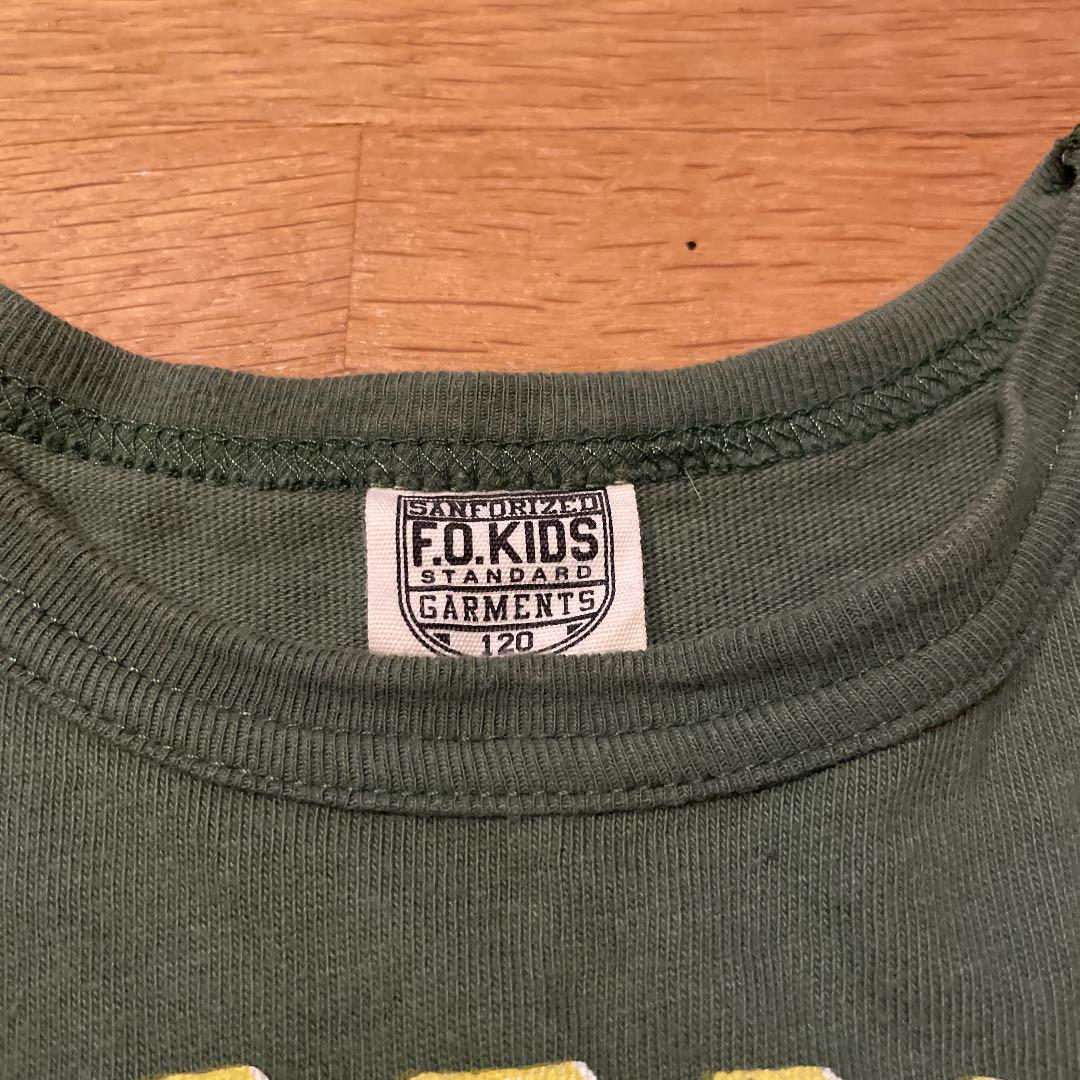 SANFORIZED
F.O.KIDS
STANDARD
GARMENTS
120